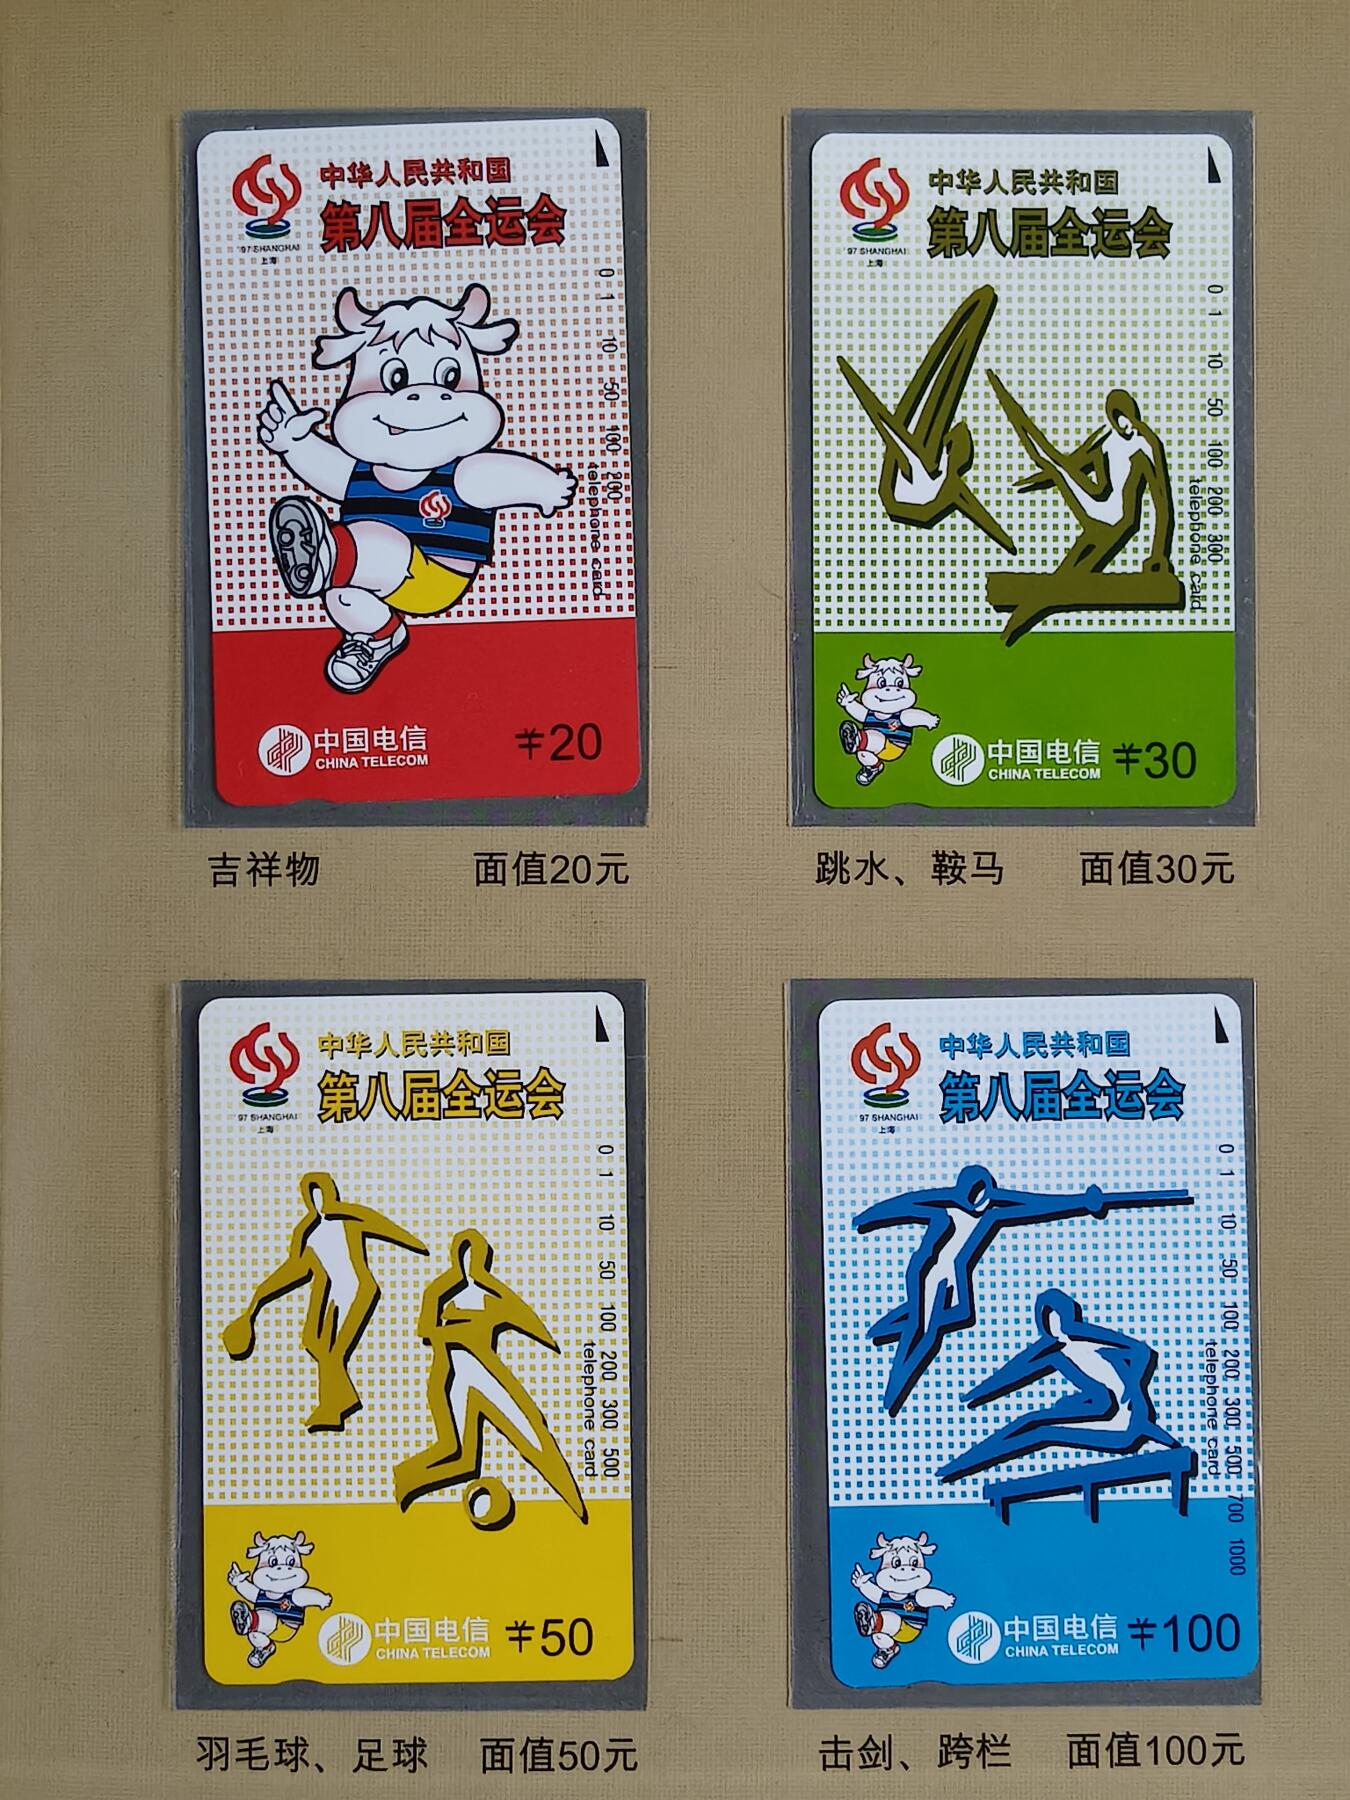 中华人民共和国
第八届全运会
'97 SHANGHAI
上海
0 1 10 50 100 200
telephone card
中国电信
CHINA TELECOM
¥20
吉祥物 面值20元
中华人民共和国
第八届全运会
'97 SHANGHAI
上海
0 1 10 50 100 200 300
telephone card
中国电信
CHINA TELECOM
¥30
跳水、鞍马 面值30元
中华人民共和国
第八届全运会
'97 SHANGHAI
上海
0 1 10 50 100 200 300 500
telephone card
中国电信
CHINA TELECOM
¥50
羽毛球、足球 面值50元
中华人民共和国
第八届全运会
'97 SHANGHAI
上海
0 1 10 50 100 200 300 500 700 1000
telephone card
中国电信
CHINA TELECOM
¥100
击剑、跨栏 面值100元